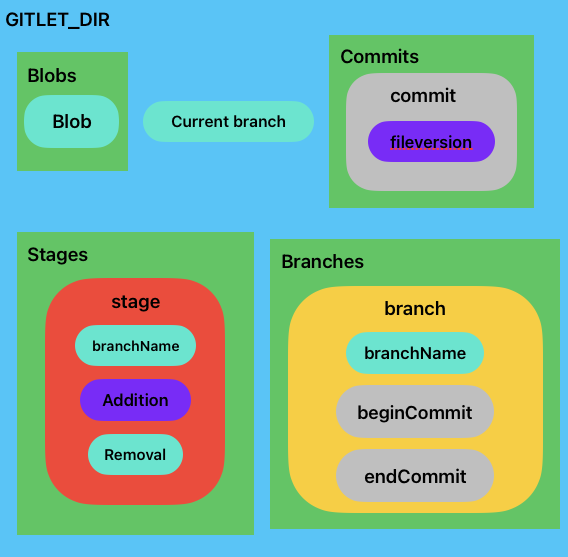 GITLET_DIR
Blobs
Blob
Current branch
Commits
commit
fileversion
Stages
stage
branchName
Addition
Removal
Branches
branch
branchName
beginCommit
endCommit